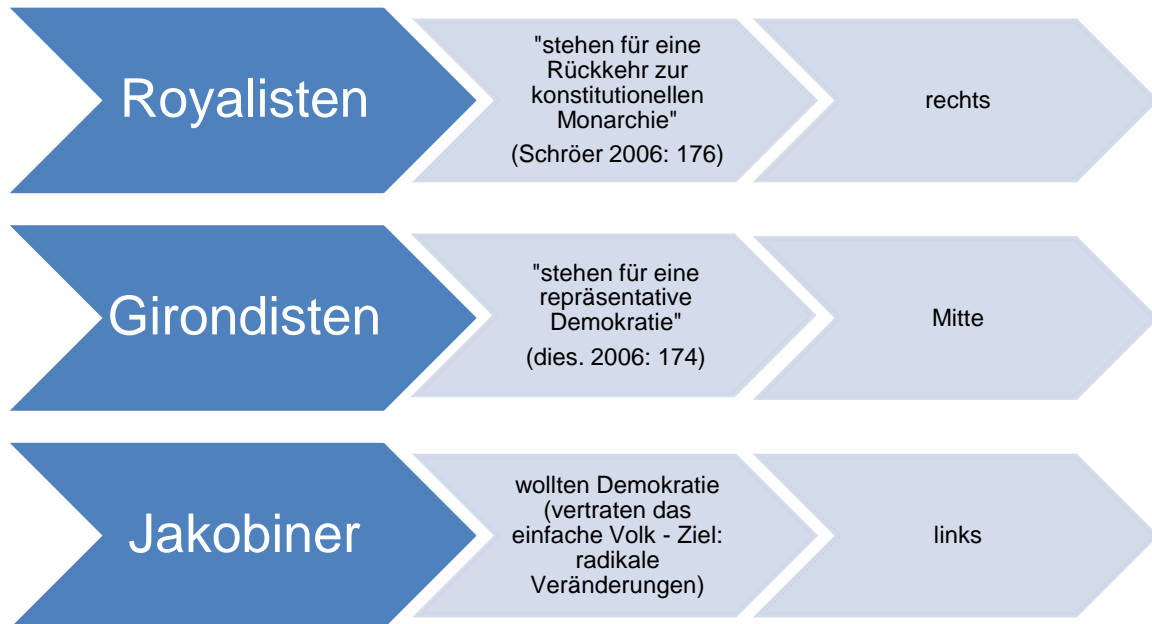 Royalisten
"stehen für eine
Rückkehr zur
konstitutionellen
Monarchie"
(Schröer 2006: 176)
rechts
Girondisten
"stehen für eine
repräsentative
Demokratie"
(dies. 2006: 174)
Mitte
Jakobiner
wollten Demokratie
(vertraten das
einfache Volk - Ziel:
radikale
Veränderungen)
links